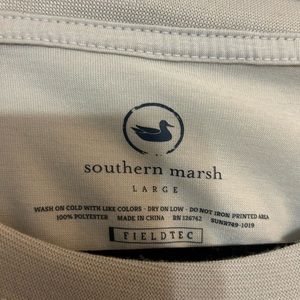 southern marsh
LARGE
WASH ON COLD WITH LIKE COLORS - DRY ON LOW - DO NOT IRON PRINTED AREA
100% POLYESTER MADE IN CHINA RN 126762 SUNR749-1019
FIELDTEC